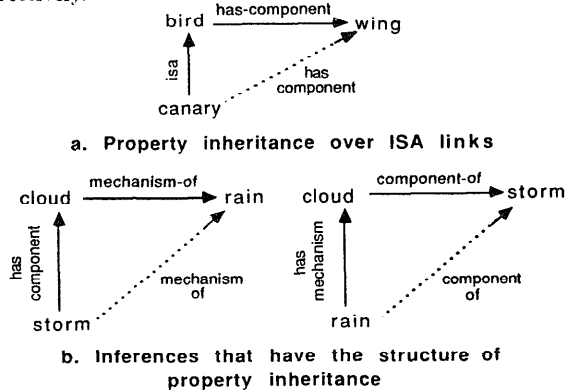 has-component
bird
wing
isa
has
component
canary
a. Property inheritance over ISA links
mechanism-of
cloud
rain
has
component
mechanism
of
storm
component-of
cloud
storm
has
mechanism
component
of
rain
b. Inferences that have the structure of
property inheritance